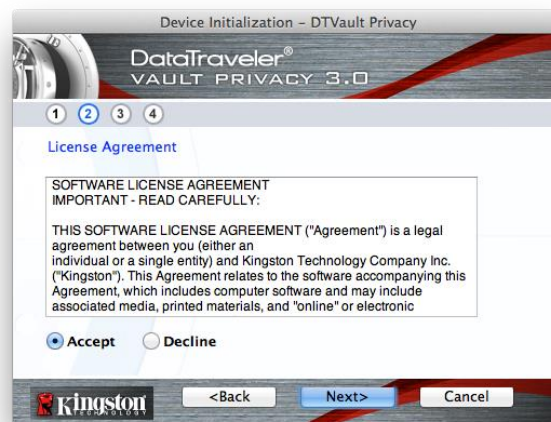 Device Initialization – DTVault Privacy
DataTraveler®
VAULT PRIVACY 3.0
1 2 3 4
License Agreement
SOFTWARE LICENSE AGREEMENT
IMPORTANT - READ CAREFULLY:
THIS SOFTWARE LICENSE AGREEMENT ("Agreement") is a legal
agreement between you (either an
individual or a single entity) and Kingston Technology Company Inc.
("Kingston"). This Agreement relates to the software accompanying this
Agreement, which includes computer software and may include
associated media, printed materials, and "online" or electronic
Accept Decline
Kingston
TECHNOLOGY
<Back Next> Cancel